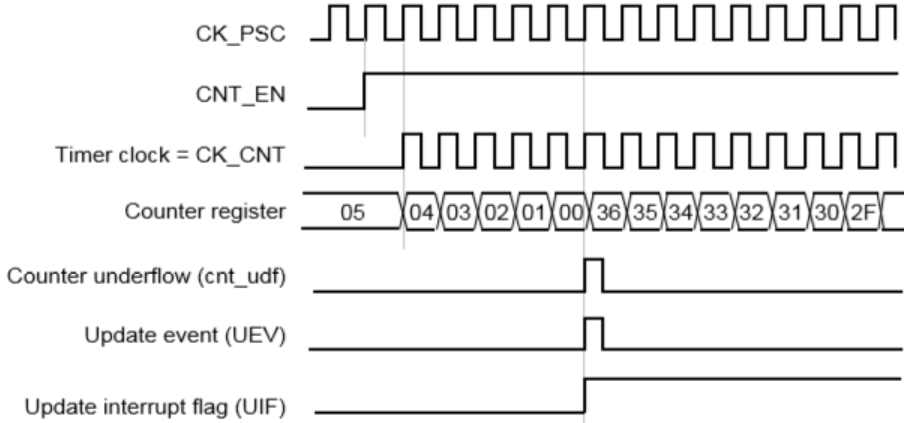 CK_PSC
CNT_EN
Timer clock = CK_CNT
Counter register 05 04 03 02 01 00 36 35 34 33 32 31 30 2F
Counter underflow (cnt_udf)
Update event (UEV)
Update interrupt flag (UIF)